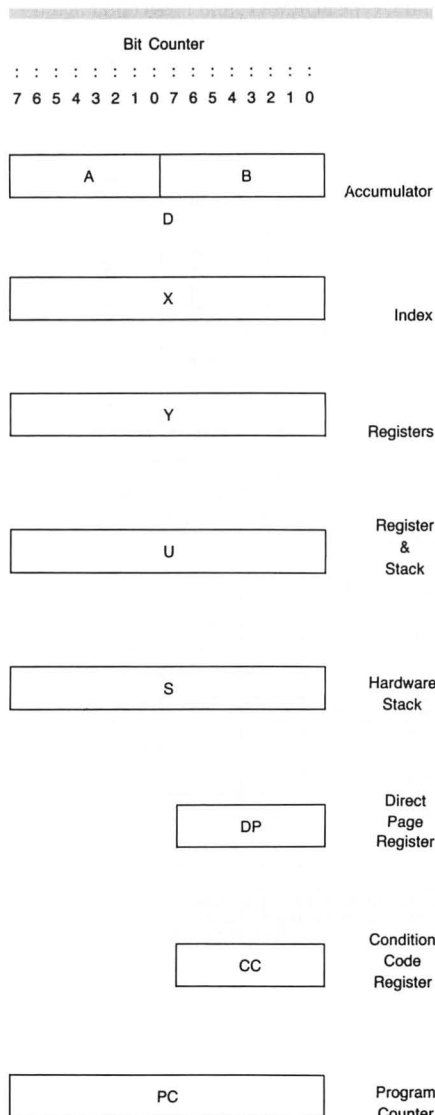 Bit Counter
: : : : : : : : : : : : : : : :
7 6 5 4 3 2 1 0 7 6 5 4 3 2 1 0
A B
Accumulator
D
X
Index
Y
Registers
Register
&
Stack
U
S
Hardware
Stack
Direct
Page
Register
DP
Condition
Code
Register
CC
PC
Program
Counter